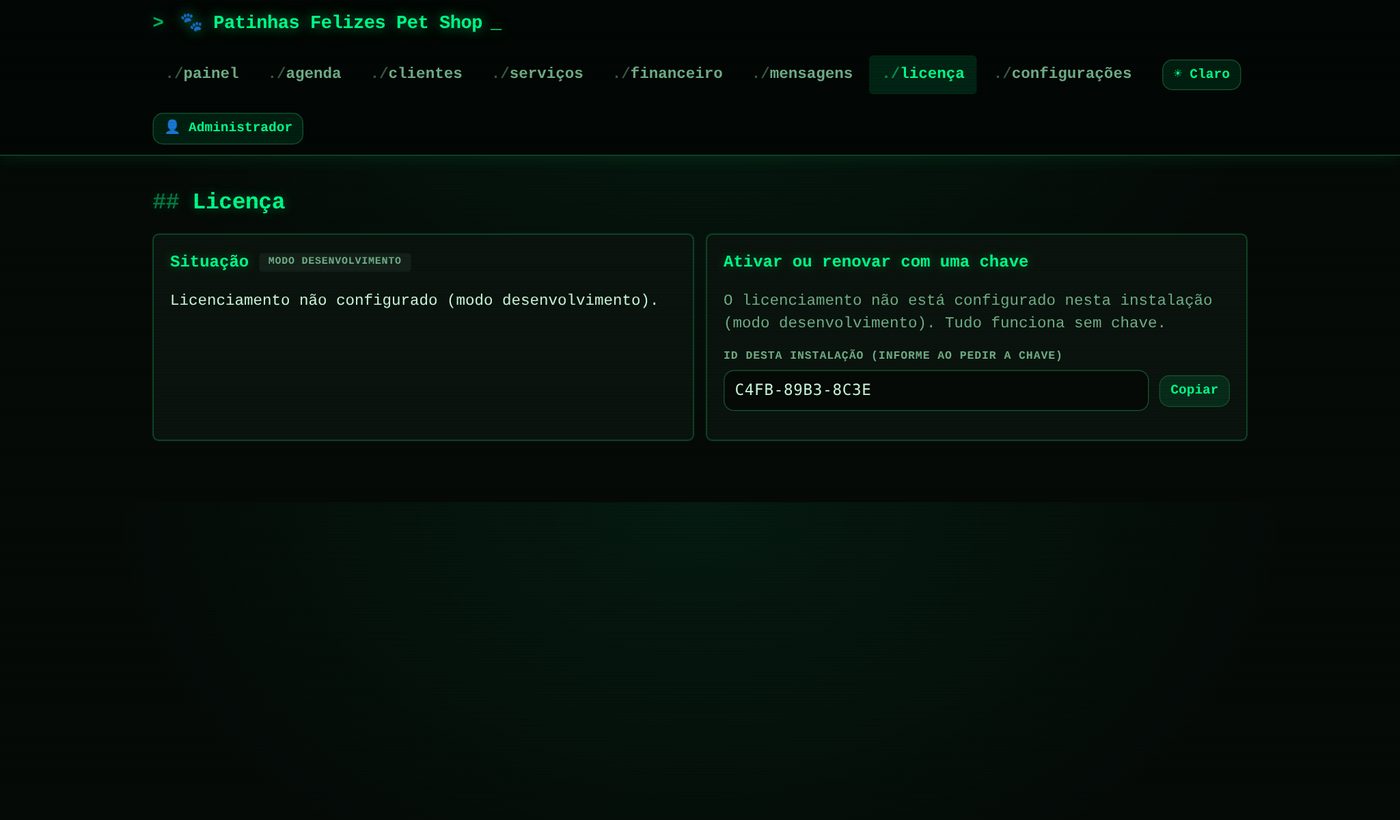 > 🐾 Patinhas Felizes Pet Shop _
./painel ./agenda ./clientes ./serviços ./financeiro ./mensagens ./licença ./configurações ☀ Claro
👤 Administrador
## Licença
Situação MODO DESENVOLVIMENTO
Licenciamento não configurado (modo desenvolvimento).
Ativar ou renovar com uma chave
O licenciamento não está configurado nesta instalação
(modo desenvolvimento). Tudo funciona sem chave.
ID DESTA INSTALAÇÃO (INFORME AO PEDIR A CHAVE)
C4FB-89B3-8C3E Copiar